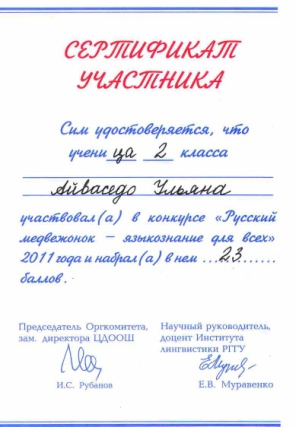 СЕРТИФИКАТ
УЧАСТНИКА
Сим удостоверяется, что
учени ца 2 класса
Айваседо Ульяна
участвовал(а) в конкурсе «Русский
медвежонок – языкознание для всех»
2011 года и набрал(а) в нем ...23......
баллов.
Председатель Оргкомитета,
зам. директора ЦДООШ
И.С. Рубанов
Научный руководитель,
доцент Института
лингвистики РГГУ
Е.В. Муравенко